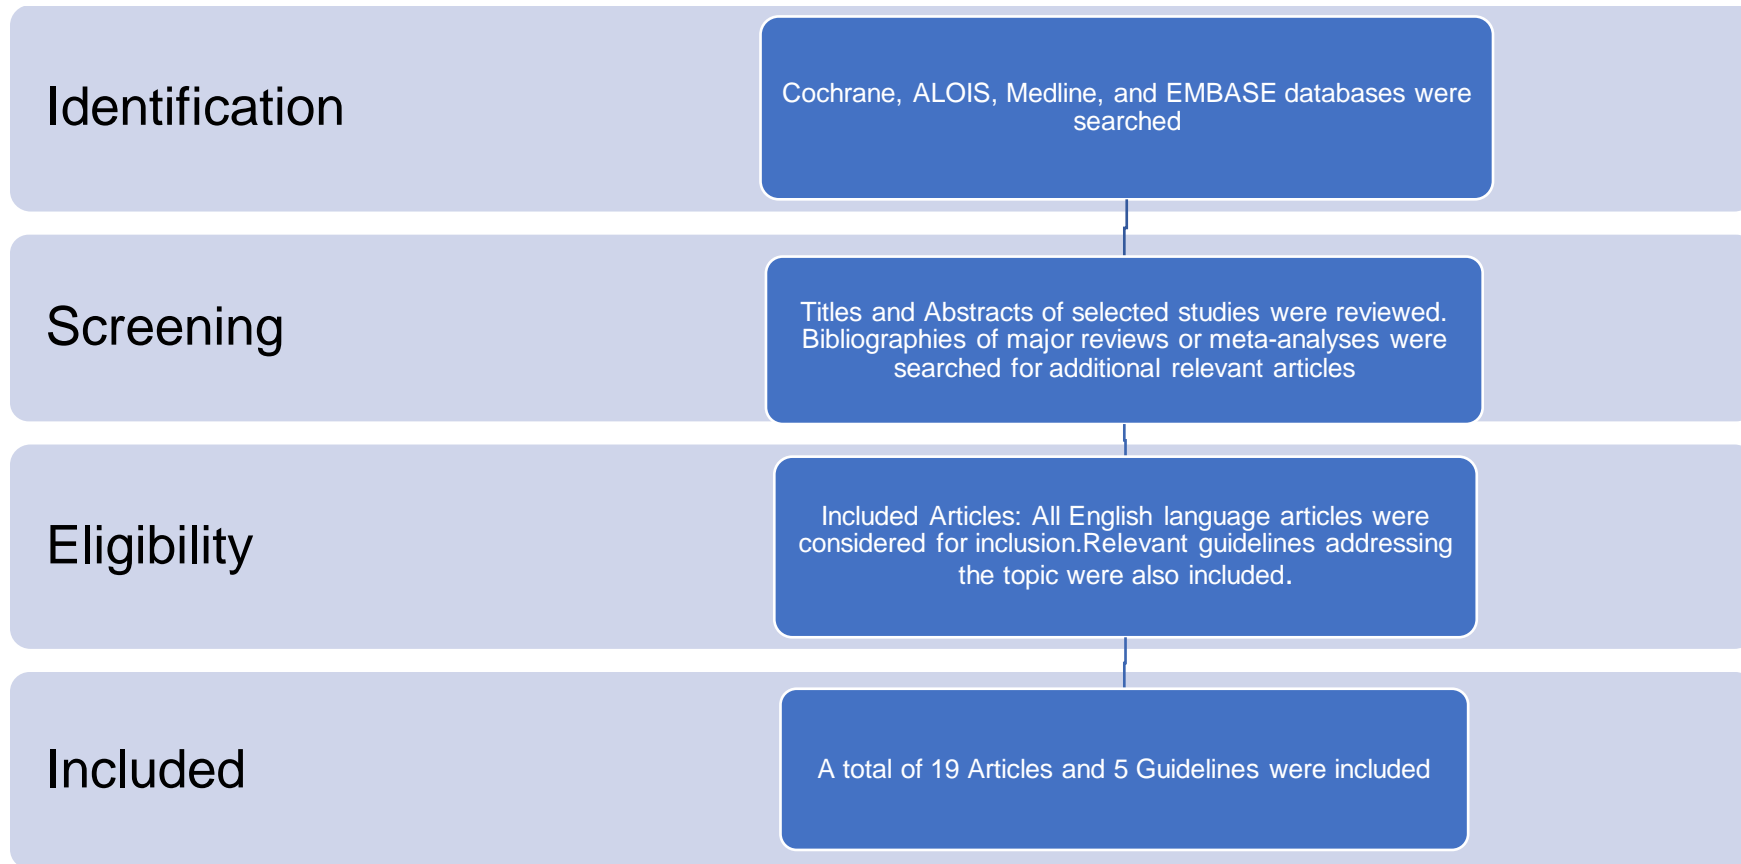 Identification
Cochrane, ALOIS, Medline, and EMBASE databases were
searched
Screening
Titles and Abstracts of selected studies were reviewed.
Bibliographies of major reviews or meta-analyses were
searched for additional relevant articles
Eligibility
Included Articles: All English language articles were
considered for inclusion.Relevant guidelines addressing
the topic were also included.
Included
A total of 19 Articles and 5 Guidelines were included